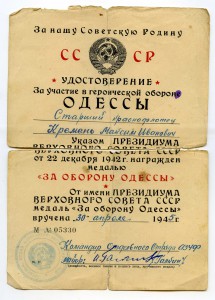 За нашу Советскую Родину
СССР
УДОСТОВЕРЕНИЕ
За участие в героической обороне
ОДЕССЫ
Старший краснофлотец
Кремень Максим Иванович
Указом ПРЕЗИДИУМА
ВЕРХОВНОГО СОВЕТА СССР
от 22 декабря 1942 г. награжден
медалью
«ЗА ОБОРОНУ ОДЕССЫ»
От имени ПРЕЗИДИУМА
ВЕРХОВНОГО СОВЕТА СССР
медаль «За оборону Одессы»
вручена 30 апреля 1943 г.
№ 05330
Командир
майор